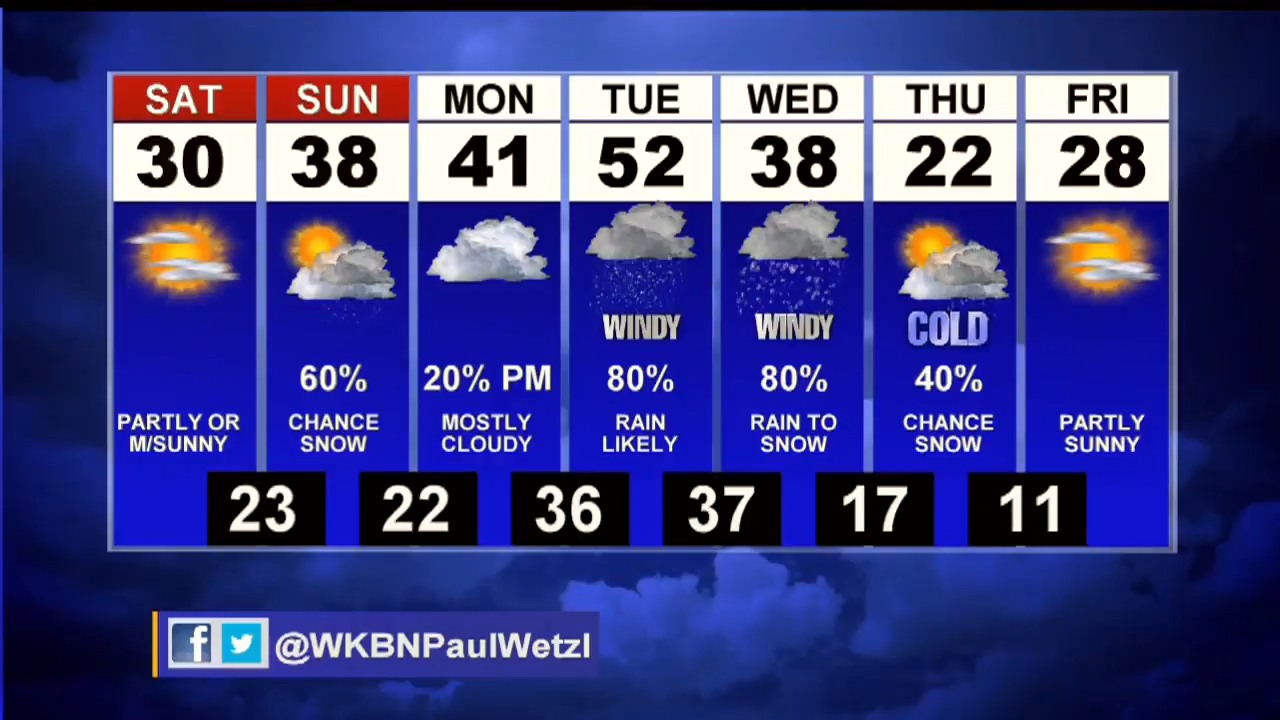 SAT SUN MON TUE WED THU FRI
30 38 41 52 38 22 28
WINDY WINDY COLD
60% 20% PM 80% 80% 40%
PARTLY OR CHANCE MOSTLY RAIN RAIN TO CHANCE PARTLY
M/SUNNY SNOW CLOUDY LIKELY SNOW SNOW SUNNY
23 22 36 37 17 11
f @WKBNPaulWetzl